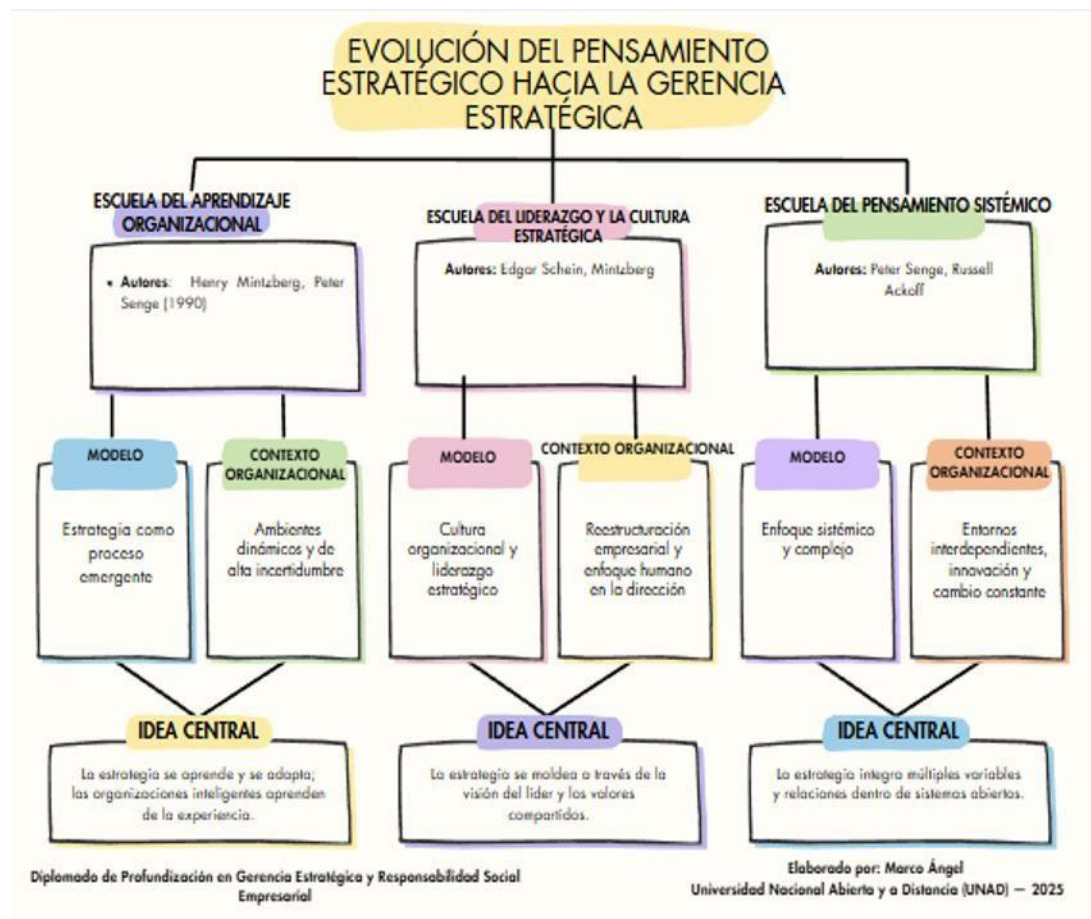 EVOLUCIÓN DEL PENSAMIENTO
ESTRATÉGICO HACIA LA GERENCIA
ESTRATÉGICA
ESCUELA DEL APRENDIZAJE
ORGANIZACIONAL
• Autores: Henry Mintzberg, Peter
Senge (1990)
MODELO
Estrategia como
proceso
emergente
CONTEXTO
ORGANIZACIONAL
Ambientes
dinámicos y de
alta incertidumbre
IDEA CENTRAL
La estrategia se aprende y se adapta;
las organizaciones inteligentes aprenden
de la experiencia.
ESCUELA DEL LIDERAZGO Y LA CULTURA
ESTRATÉGICA
Autores: Edgar Schein, Mintzberg
MODELO
Cultura
organizacional y
liderazgo
estratégico
CONTEXTO ORGANIZACIONAL
Reestructuración
empresarial y
enfoque humano
en la dirección
IDEA CENTRAL
La estrategia se moldea a través de la
visión del líder y los valores
compartidos.
ESCUELA DEL PENSAMIENTO SISTÉMICO
Autores: Peter Senge, Russell
Ackoff
MODELO
Enfoque sistémico
y complejo
CONTEXTO
ORGANIZACIONAL
Entornos
interdependientes,
innovación y
cambio constante
IDEA CENTRAL
La estrategia integra múltiples variables
y relaciones dentro de sistemas abiertos.
Diplomado de Profundización en Gerencia Estratégica y Responsabilidad Social
Empresarial
Elaborado por: Marco Ángel
Universidad Nacional Abierta y a Distancia (UNAD) — 2025